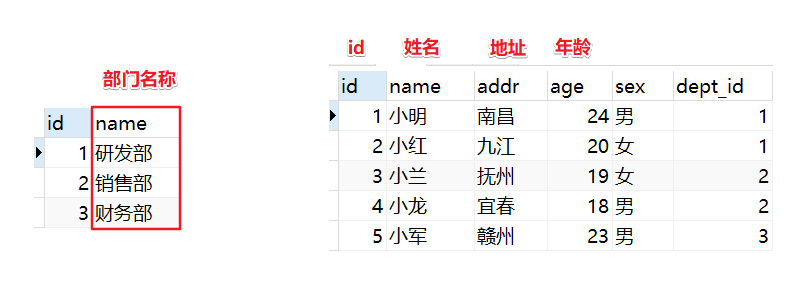 部门名称
id name
1 研发部
2 销售部
3 财务部
id 姓名 地址 年龄
id name addr age sex dept_id
1 小明 南昌 24 男 1
2 小红 九江 20 女 1
3 小兰 抚州 19 女 2
4 小龙 宜春 18 男 2
5 小军 赣州 23 男 3